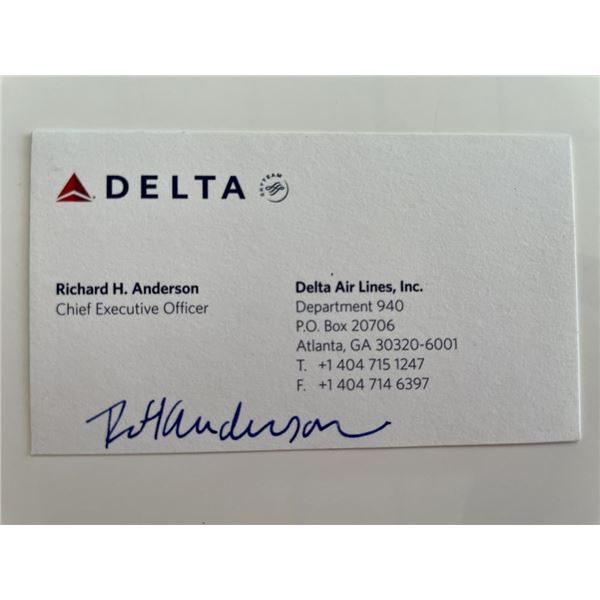 DELTA SKYTEAM
Richard H. Anderson
Chief Executive Officer
Delta Air Lines, Inc.
Department 940
P.O. Box 20706
Atlanta, GA 30320-6001
T. +1 404 715 1247
F. +1 404 714 6397
RHAnderson